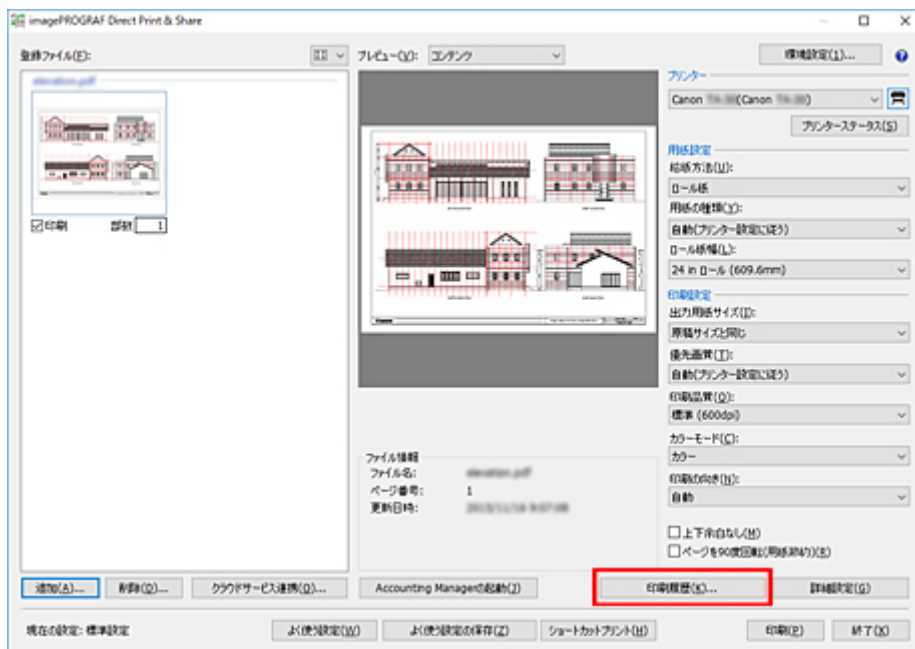 imagePROGRAF Direct Print & Share
登録ファイル(F):
プレビュー(V):
コンテンツ
環境設定(1)...
elevation.pdf
プリンター
Canon
(Canon
)
プリンターステータス(S)
用紙設定
給紙方法(U):
ロール紙
用紙の種類(Y):
自動(プリンター設定に従う)
ロール紙幅(L):
24 in ロール (609.6mm)
印刷
部数
1
印刷設定
出力用紙サイズ(I):
原稿サイズと同じ
優先画質(T):
自動(プリンター設定に従う)
印刷品質(Q):
標準 (600dpi)
カラーモード(C):
カラー
印刷の向き(N):
自動
ファイル情報
ファイル名:
elevation.pdf
ページ番号:
1
更新日時:
上下余白なし(M)
ページを90度回転(用紙節約)(R)
追加(A)...
削除(D)...
クラウドサービス連携(O)...
Accounting Managerの起動(J)
印刷履歴(K)...
詳細設定(G)
現在の設定: 標準設定
よく使う設定(W)
よく使う設定の保存(Z)
ショートカットプリント(H)
印刷(P)
終了(X)